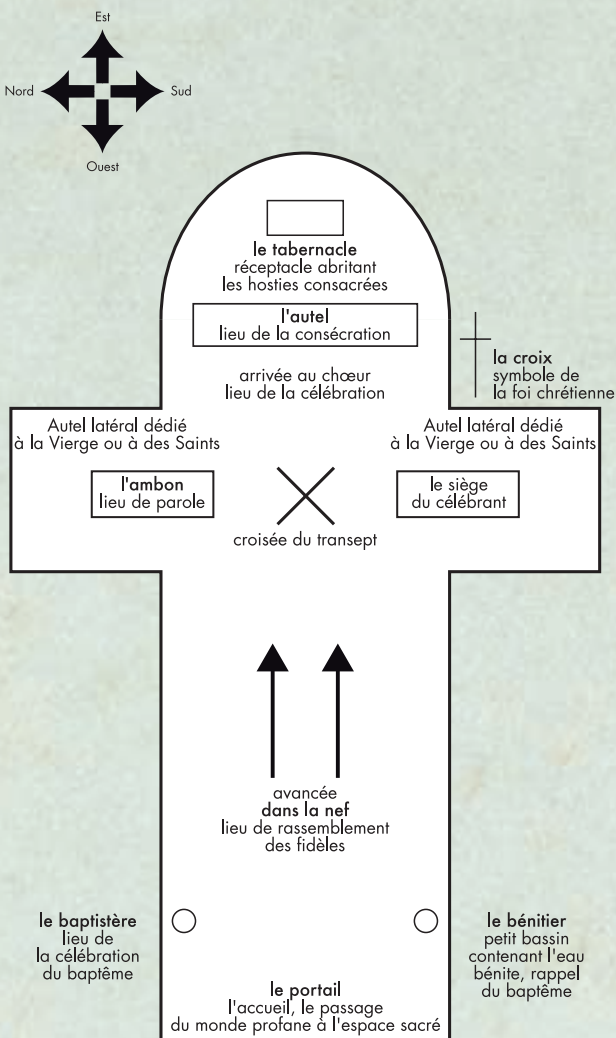 Est
Nord
Sud
Ouest
le tabernacle
réceptacle abritant
les hosties consacrées
l'autel
lieu de la consécration
arrivée au chœur
lieu de la célébration
la croix
symbole de
la foi chrétienne
Autel latéral dédié
à la Vierge ou à des Saints
Autel latéral dédié
à la Vierge ou à des Saints
l'ambon
lieu de parole
le siège
du célébrant
croisée du transept
avancée
dans la nef
lieu de rassemblement
des fidèles
le baptistère
lieu de
la célébration
du baptême
le bénitier
petit bassin
contenant l'eau
bénite, rappel
du baptême
le portail
l'accueil, le passage
du monde profane à l'espace sacré